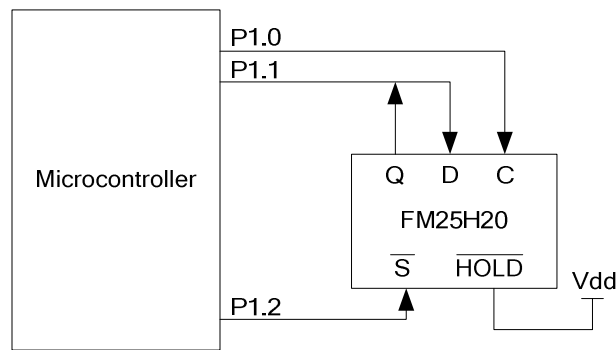 P1.0
P1.1
Microcontroller
Q D C
FM25H20
S HOLD
Vdd
P1.2